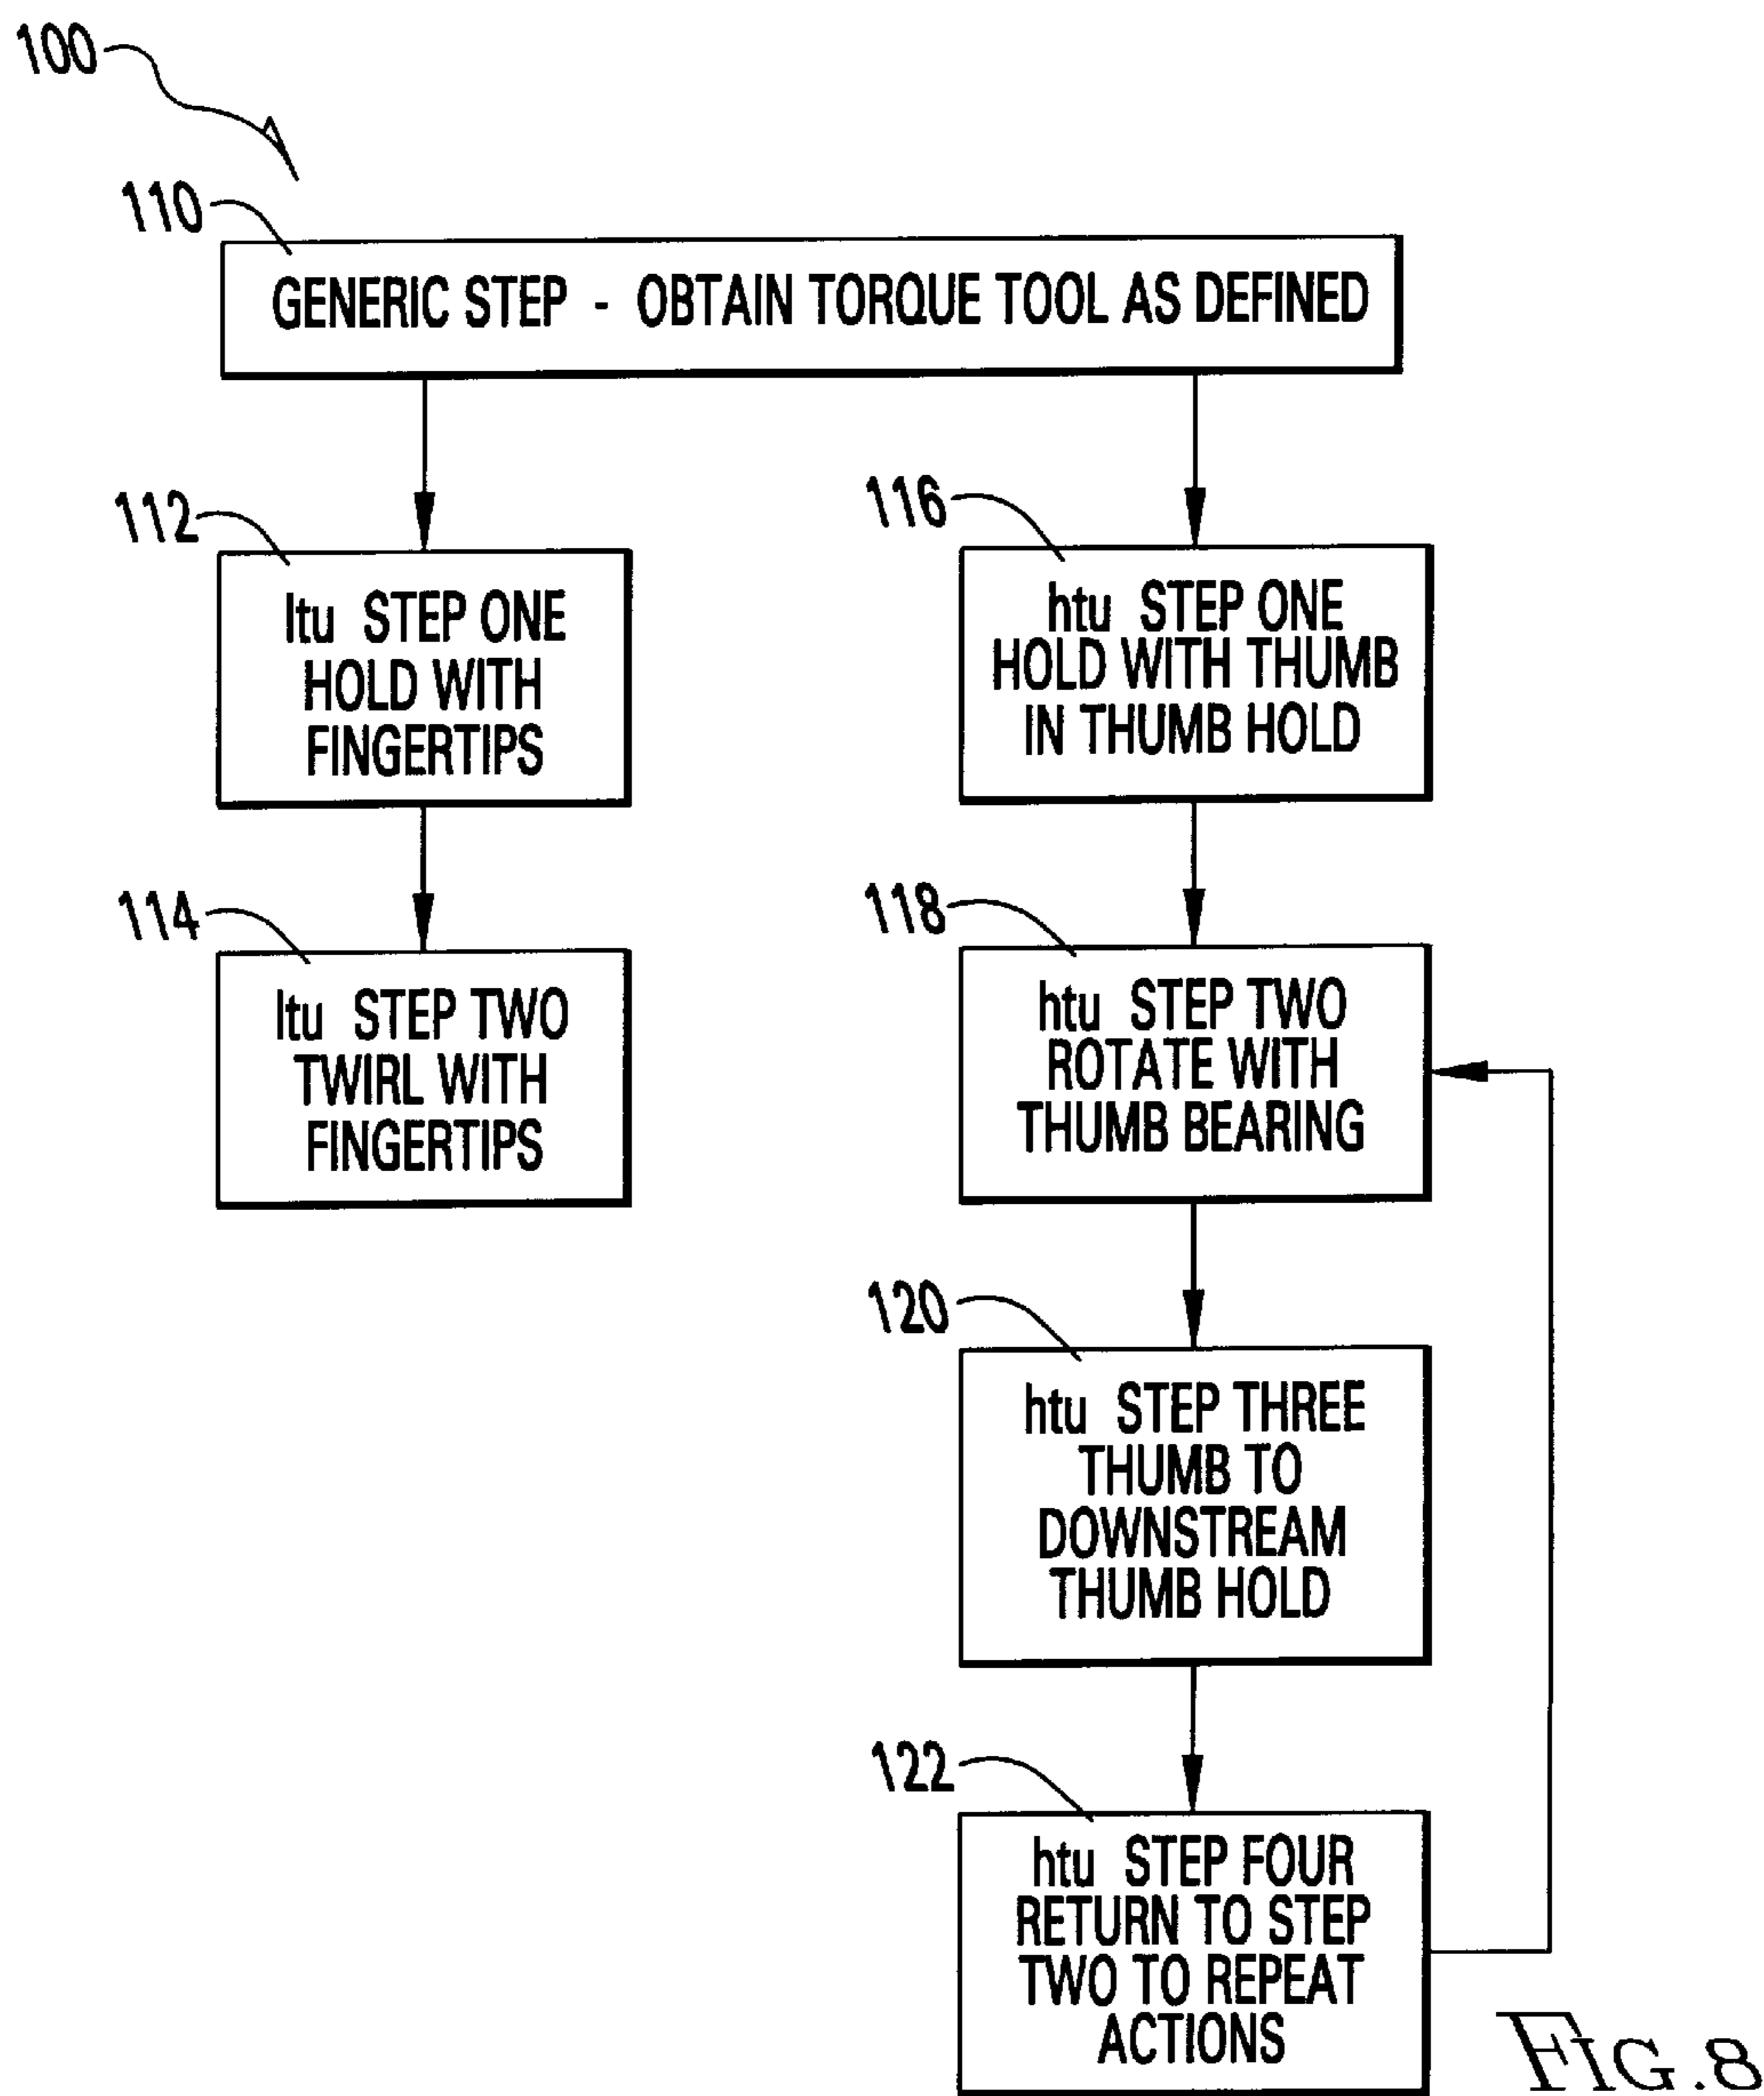 100
110
GENERIC STEP - OBTAIN TORQUE TOOL AS DEFINED
112
ltu STEP ONE
HOLD WITH
FINGERTIPS
114
ltu STEP TWO
TWIRL WITH
FINGERTIPS
116
htu STEP ONE
HOLD WITH THUMB
IN THUMB HOLD
118
htu STEP TWO
ROTATE WITH
THUMB BEARING
120
htu STEP THREE
THUMB TO
DOWNSTREAM
THUMB HOLD
122
htu STEP FOUR
RETURN TO STEP
TWO TO REPEAT
ACTIONS
FIG.8